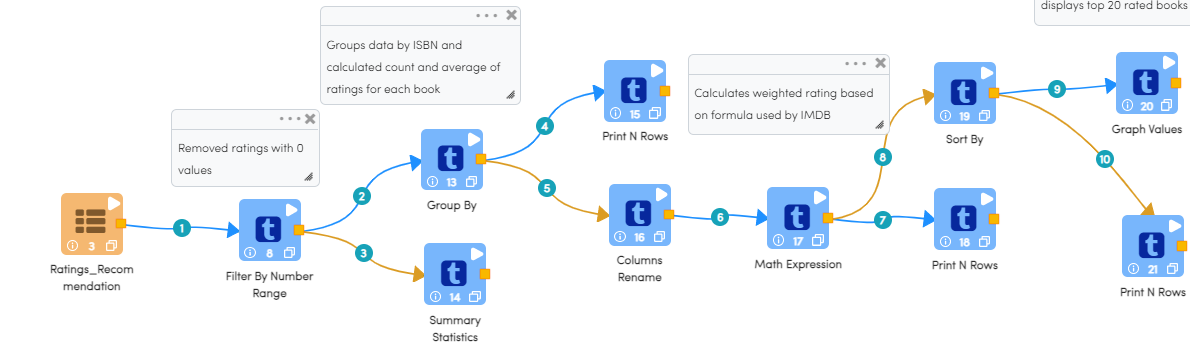 displays top 20 rated books
Groups data by ISBN and
calculated count and average of
ratings for each book
Calculates weighted rating based
on formula used by IMDB
Removed ratings with 0
values
1
2
3
4
5
6
7
8
9
10
3
Ratings_Recom
mendation
t
8
Filter By Number
Range
t
13
Group By
t
14
Summary
Statistics
t
15
Print N Rows
t
16
Columns
Rename
t
17
Math Expression
t
18
Print N Rows
t
19
Sort By
t
20
Graph Values
t
21
Print N Rows